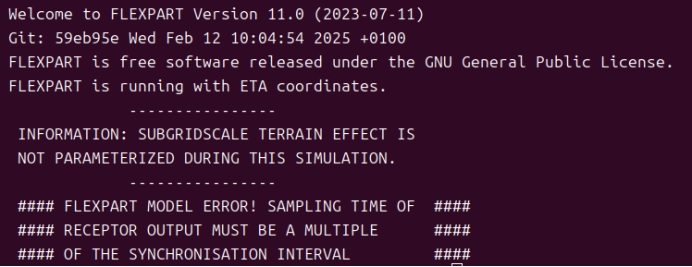 Welcome to FLEXPART Version 11.0 (2023-07-11)
Git: 59eb95e Wed Feb 12 10:04:54 2025 +0100
FLEXPART is free software released under the GNU General Public License.
FLEXPART is running with ETA coordinates.
----------------
INFORMATION: SUBGRIDSCALE TERRAIN EFFECT IS
NOT PARAMETERIZED DURING THIS SIMULATION.
----------------
#### FLEXPART MODEL ERROR! SAMPLING TIME OF  ####
#### RECEPTOR OUTPUT MUST BE A MULTIPLE      ####
#### OF THE SYNCHRONISATION INTERVAL         ####